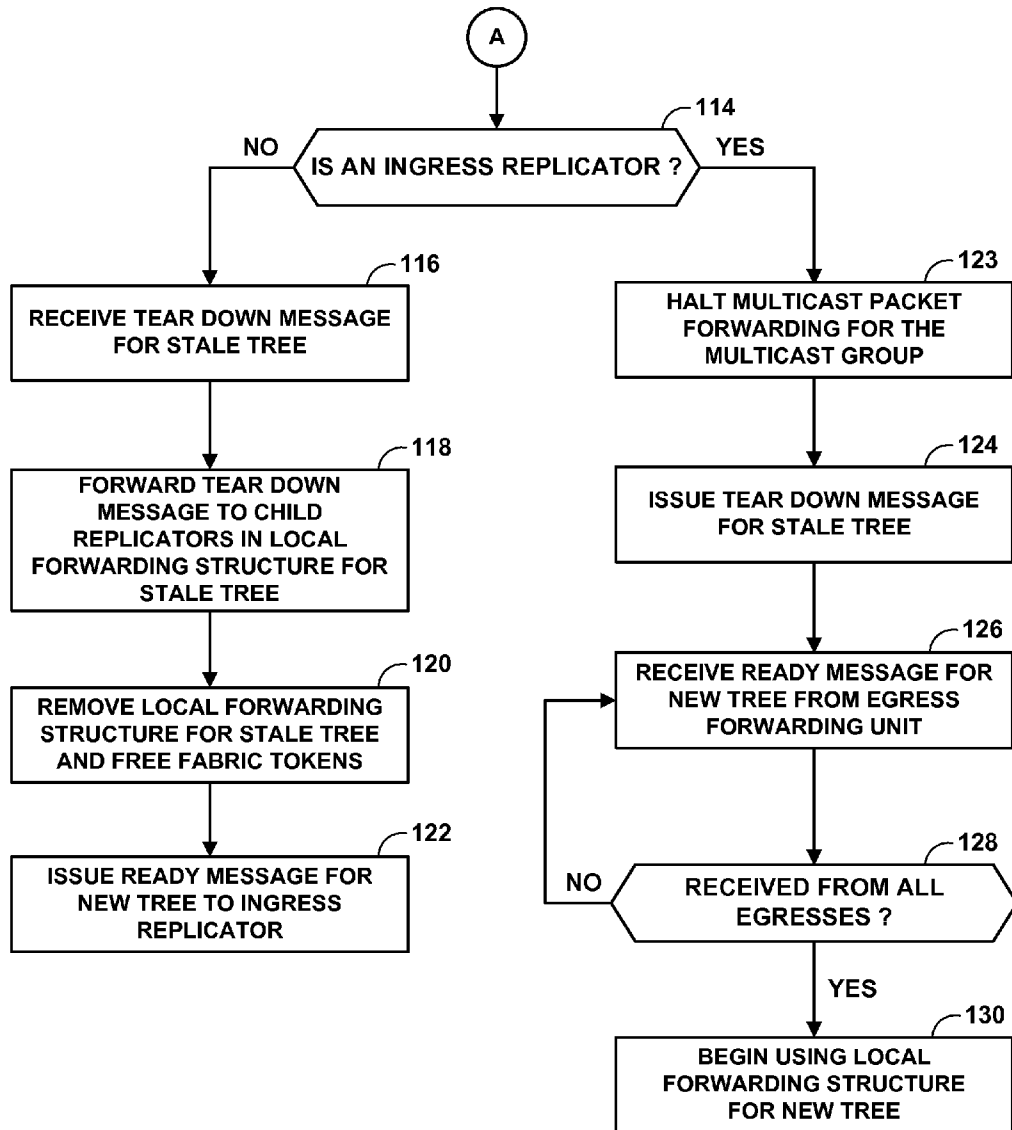 A
114
NO
IS AN INGRESS REPLICATOR ?
YES
116
RECEIVE TEAR DOWN MESSAGE
FOR STALE TREE
118
FORWARD TEAR DOWN
MESSAGE TO CHILD
REPLICATORS IN LOCAL
FORWARDING STRUCTURE FOR
STALE TREE
120
REMOVE LOCAL FORWARDING
STRUCTURE FOR STALE TREE
AND FREE FABRIC TOKENS
122
ISSUE READY MESSAGE FOR
NEW TREE TO INGRESS
REPLICATOR
123
HALT MULTICAST PACKET
FORWARDING FOR THE
MULTICAST GROUP
124
ISSUE TEAR DOWN MESSAGE
FOR STALE TREE
126
RECEIVE READY MESSAGE FOR
NEW TREE FROM EGRESS
FORWARDING UNIT
128
NO
RECEIVED FROM ALL
EGRESSES ?
YES
130
BEGIN USING LOCAL
FORWARDING STRUCTURE
FOR NEW TREE